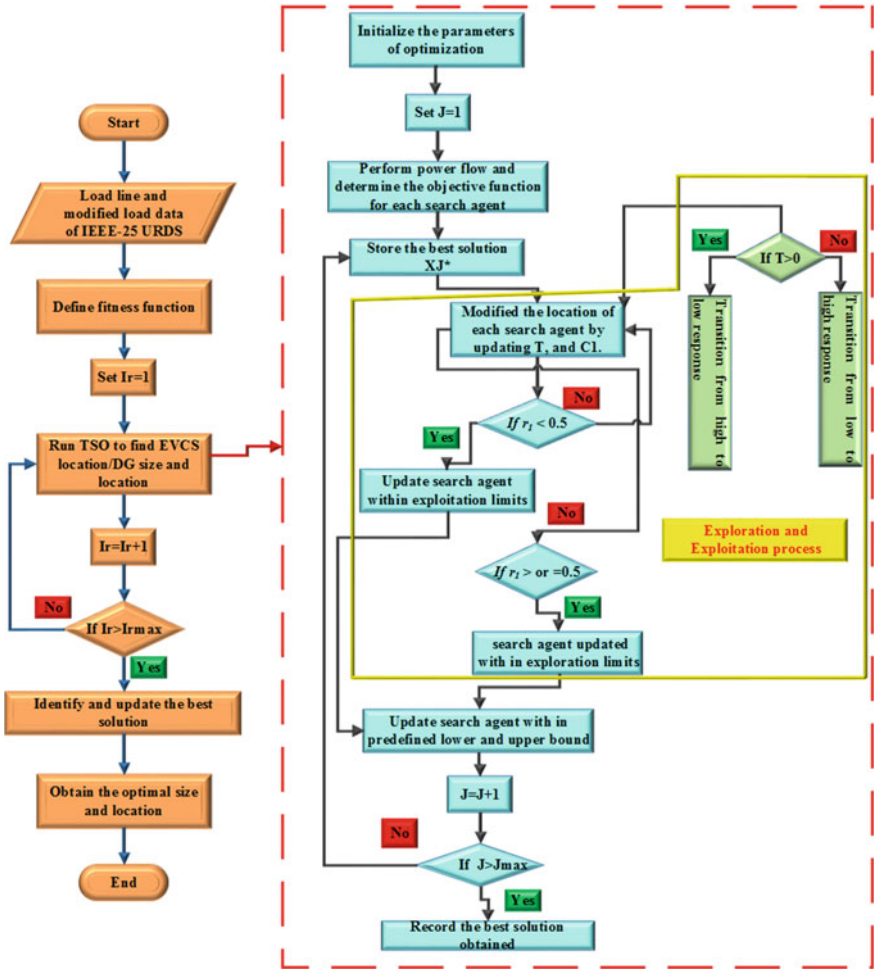 Start
Load line and
modified load data
of IEEE-25 URDS
Define fitness function
Set Ir=1
Run TSO to find EVCS
location/DG size and
location
Ir=Ir+1
No
If Ir>Irmax
Yes
Identify and update the best
solution
Obtain the optimal size
and location
End
Initialize the parameters
of optimization
Set J=1
Perform power flow and
determine the objective function
for each search agent
Store the best solution
XJ*
Modified the location of
each search agent by
updating T, and C1.
No
If r1 < 0.5
Yes
Update search agent
within exploitation limits
No
If r1 > or =0.5
Yes
search agent updated
with in exploration limits
Update search agent with in
predefined lower and upper bound
J=J+1
No
If J>Jmax
Yes
Record the best solution
obtained
Yes
If T>0
No
Transition from high to
low response
Transition from low to
high response
Exploration and
Exploitation process